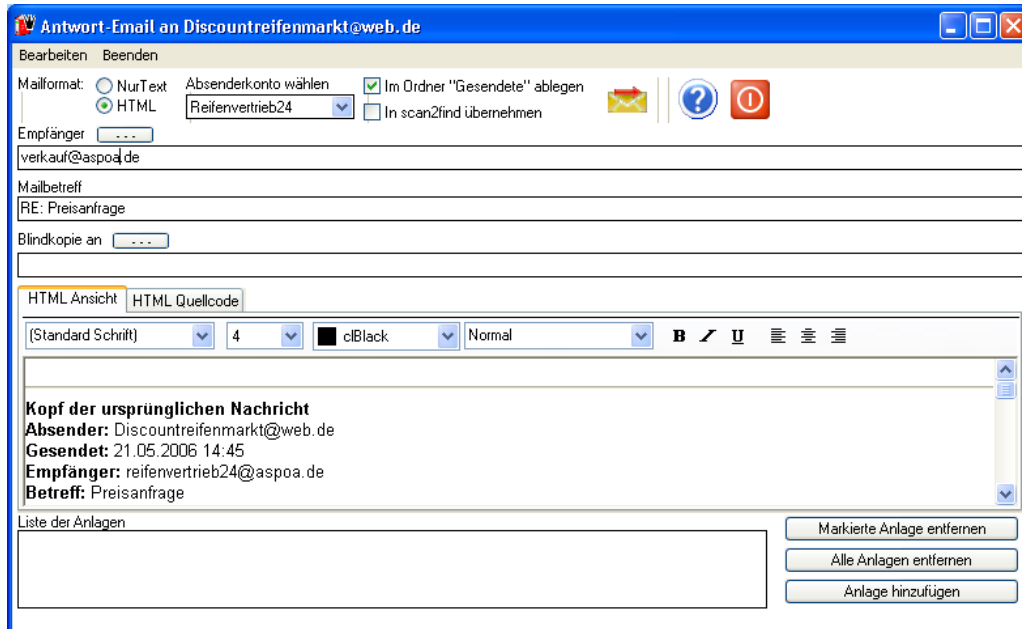 Antwort-Email an Discountreifenmarkt@web.de
Bearbeiten Beenden
Mailformat: NurText HTML
Absenderkonto wählen
Reifenvertrieb24
Im Ordner "Gesendete" ablegen
In scan2find übernehmen
Empfänger ...
verkauf@aspoa.de
Mailbetreff
RE: Preisanfrage
Blindkopie an ...
HTML Ansicht HTML Quellcode
(Standard Schrift) 4 clBlack Normal B I U
Kopf der ursprünglichen Nachricht
Absender: Discountreifenmarkt@web.de
Gesendet: 21.05.2006 14:45
Empfänger: reifenvertrieb24@aspoa.de
Betreff: Preisanfrage
Liste der Anlagen
Markierte Anlage entfernen
Alle Anlagen entfernen
Anlage hinzufügen